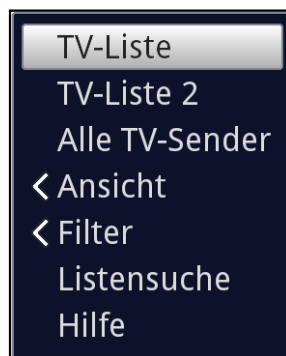 TV-Liste
TV-Liste 2
Alle TV-Sender
< Ansicht
< Filter
Listensuche
Hilfe